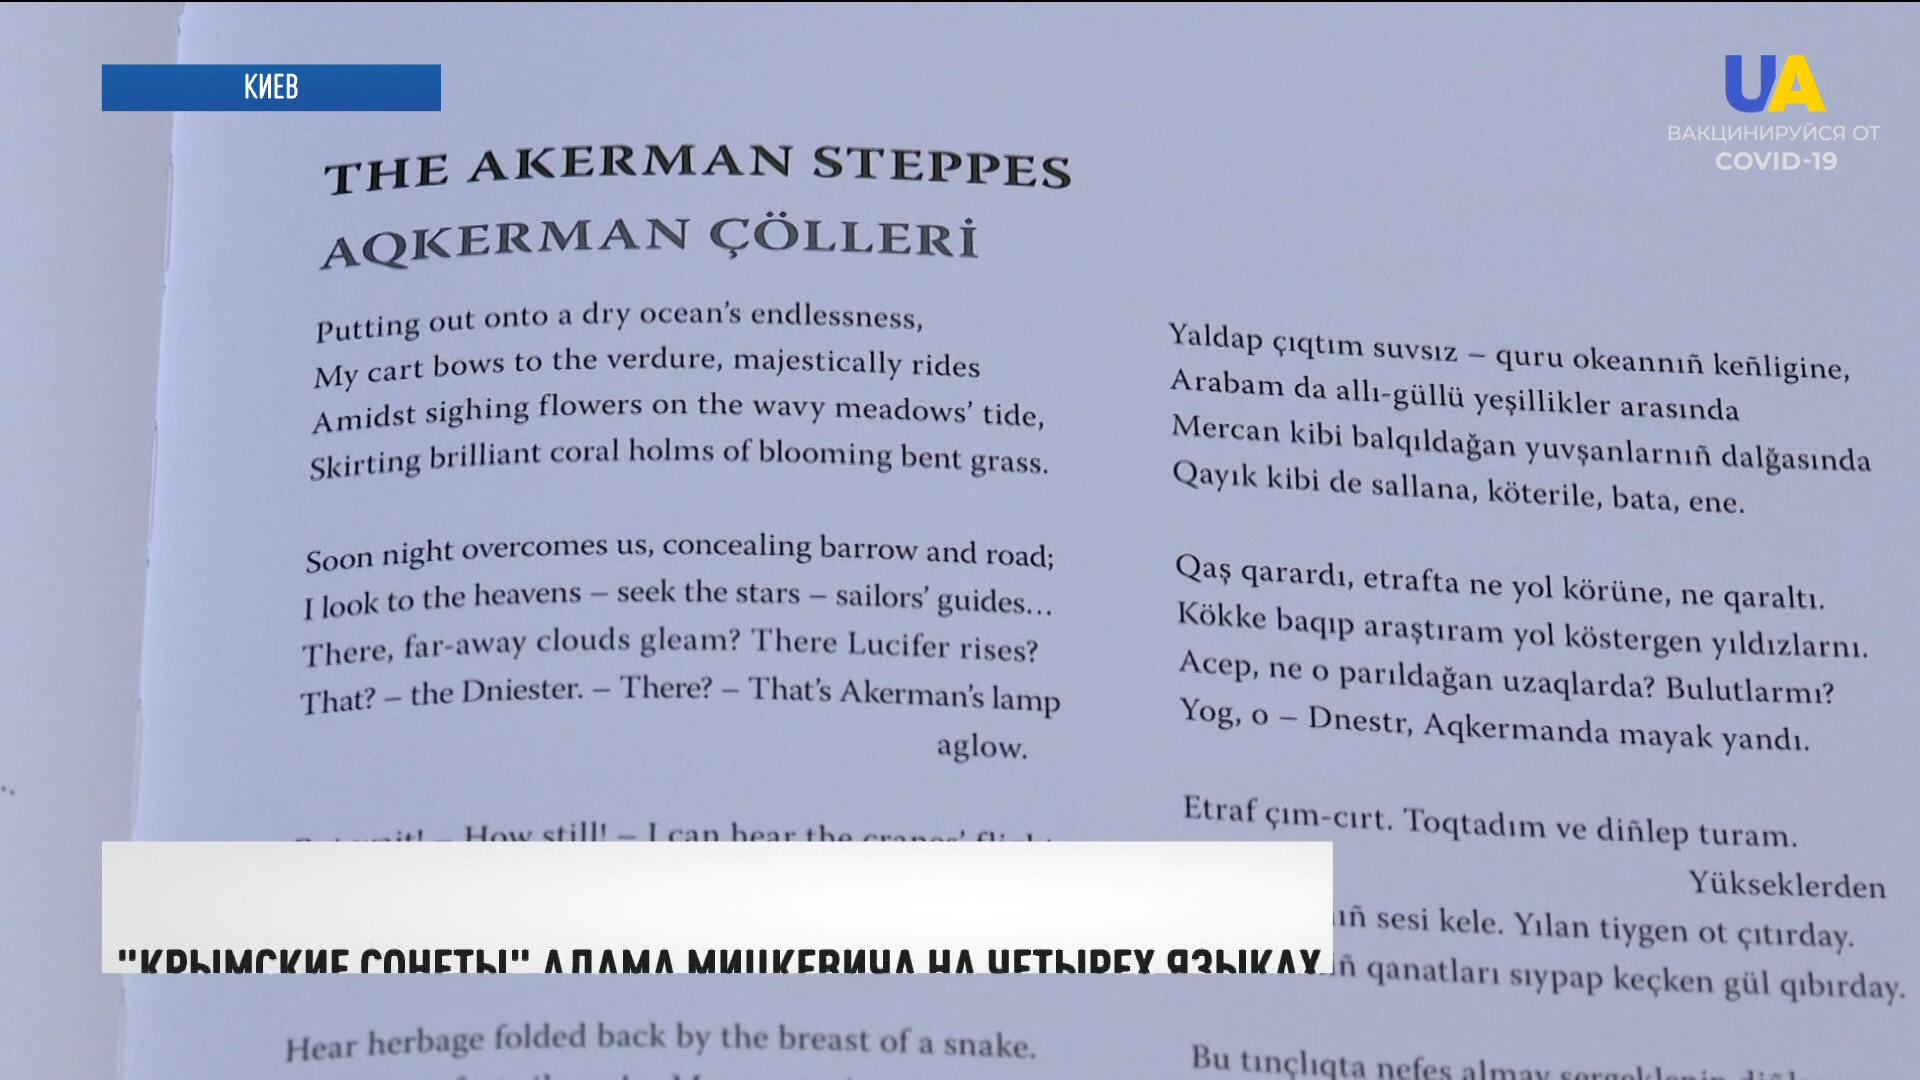 КИЕВ
UA
ВАКЦИНИРУЙСЯ ОТ
COVID-19
THE AKERMAN STEPPES
AQKERMAN ÇÖLLERİ
Putting out onto a dry ocean's endlessness,
My cart bows to the verdure, majestically rides
Amidst sighing flowers on the wavy meadows' tide,
Skirting brilliant coral holms of blooming bent grass.
Soon night overcomes us, concealing barrow and road;
I look to the heavens – seek the stars – sailors' guides...
There, far-away clouds gleam? There Lucifer rises?
That? – the Dniester. – There? – That's Akerman's lamp
aglow.
How still! – I can hear the cranes'
Hear herbage folded back by the breast of a snake.
Yaldap çıqtım suvsız – quru okeannıñ keñligine,
Arabam da allı-güllü yeşillikler arasında
Mercan kibi balqıldağan yuvşanlarnıñ dalğasında
Qayık kibi de sallana, köterile, bata, ene.
Qaş qarardı, etrafta ne yol körüne, ne qaraltı.
Kökke baqıp araştıram yol köstergen yıldızlarnı.
Acep, ne o parıldağan uzaqlarda? Bulutlarmı?
Yog, o – Dnestr, Aqkermanda mayak yandı.
Etraf çım-cırt. Toqtadım ve diñlep turam.
Yükseklerden
sesi kele. Yılan tiygen ot çıtırday.
qanatları sıypap keçken gül qıbırday.
Bu tınçlıqta nefes almay
"КРЫМСКИЕ СОНЕТЫ" АДАМА МИЦКЕВИЧА НА ЧЕТЫРЕХ ЯЗЫКАХ